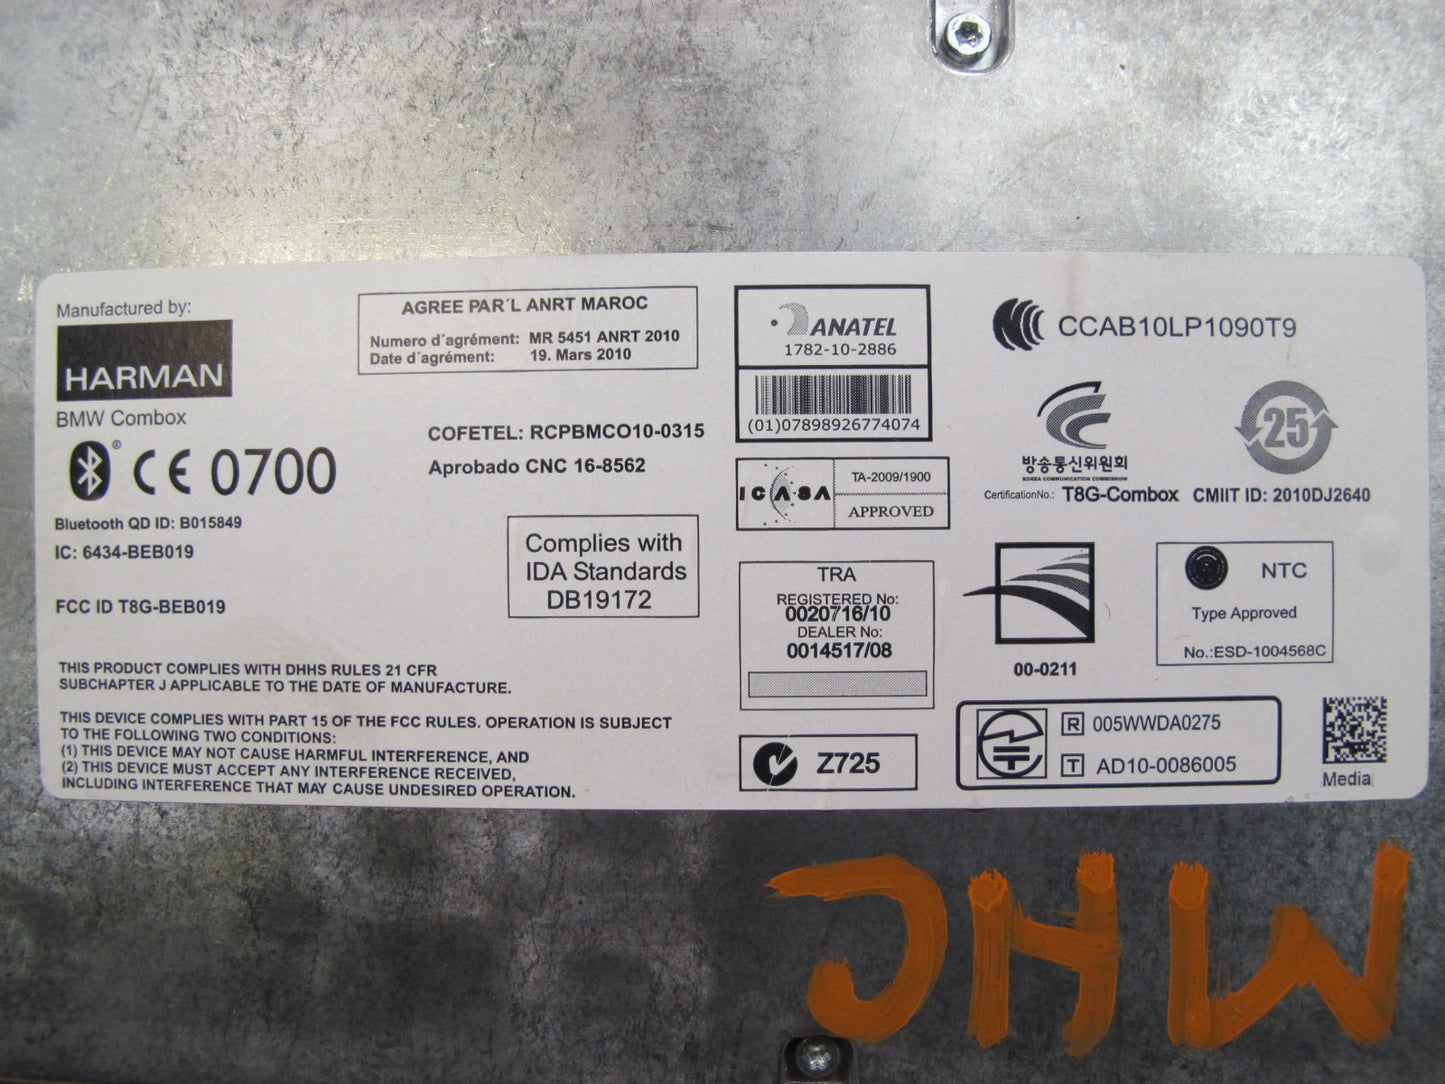 Manufactured by:
HARMAN
BMW Combox
® CE 0700
Bluetooth QD ID: B015849
IC: 6434-BEB019
FCC ID T8G-BEB019
THIS PRODUCT COMPLIES WITH DHHS RULES 21 CFR
SUBCHAPTER J APPLICABLE TO THE DATE OF MANUFACTURE.
THIS DEVICE COMPLIES WITH PART 15 OF THE FCC RULES. OPERATION IS SUBJECT
TO THE FOLLOWING TWO CONDITIONS:
(1) THIS DEVICE MAY NOT CAUSE HARMFUL INTERFERENCE, AND
(2) THIS DEVICE MUST ACCEPT ANY INTERFERENCE RECEIVED,
INCLUDING INTERFERENCE THAT MAY CAUSE UNDESIRED OPERATION.
AGREE PAR´L ANRT MAROC
Numero d´agrément: MR 5451 ANRT 2010
Date d´agrément: 19. Mars 2010
COFETEL: RCPBMCO10-0315
Aprobado CNC 16-8562
Complies with
IDA Standards
DB19172
ANATEL
1782-10-2886
(01)07898926774074
ICASA
TA-2009/1900
APPROVED
TRA
REGISTERED No:
0020716/10
DEALER No:
0014517/08
Z725
CCAB10LP1090T9
방송통신위원회
KOREA COMMUNICATIONS COMMISSION
25
CertificationNo.: T8G-Combox CMIIT ID: 2010DJ2640
00-0211
NTC
Type Approved
No.:ESD-1004568C
R 005WWDA0275
T AD10-0086005
Media
JHW